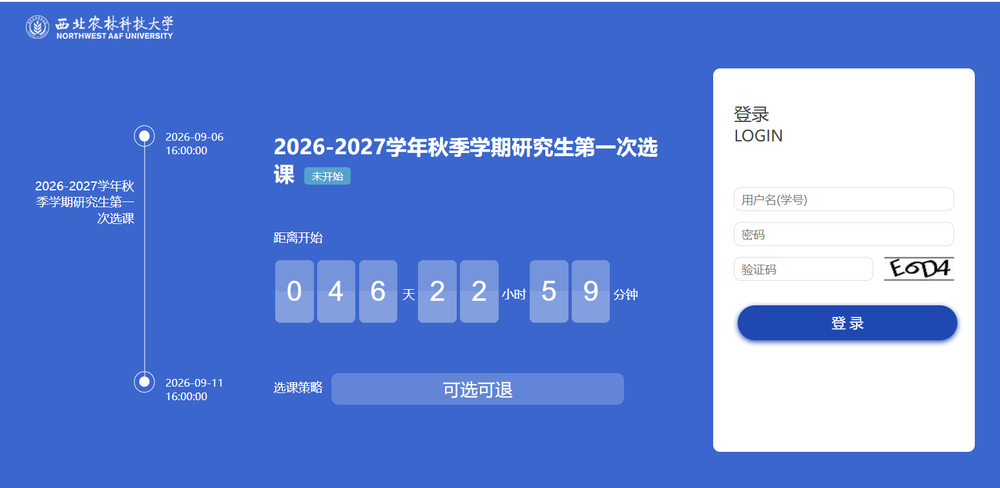 西北农林科技大学
NORTHWEST A&F UNIVERSITY
2026-09-06
16:00:00
2026-2027学年秋
季学期研究生第一
次选课
2026-09-11
16:00:00
2026-2027学年秋季学期研究生第一次选
课 未开始
距离开始
0 4 6 天 2 2 小时 5 9 分钟
选课策略 可选可退
登录
LOGIN
用户名(学号)
密码
验证码 E6D4
登 录